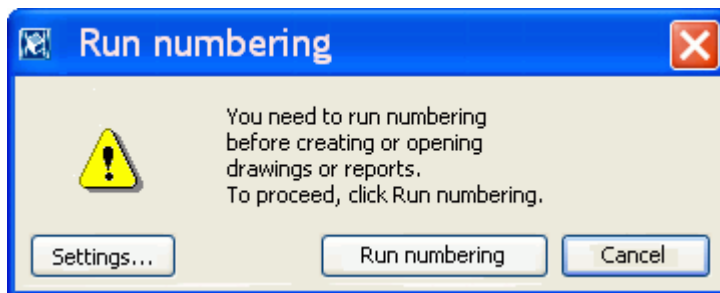 Run numbering
You need to run numbering
before creating or opening
drawings or reports.
To proceed, click Run numbering.
Settings...
Run numbering
Cancel